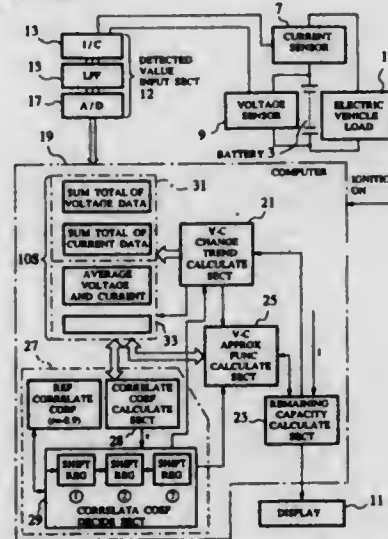 13
I/C
15
LPF
17
A/D
DETECTED
VALUE
INPUT SECT
12
7
CURRENT
SENSOR
1
VOLTAGE
SENSOR
9
BATTERY 3
ELECTRIC
VEHICLE
LOAD
19
COMPUTER
IGNITION
ON
31
SUM TOTAL OF
VOLTAGE DATA
SUM TOTAL OF
CURRENT DATA
AVERAGE
VOLTAGE
AND CURRENT
33
21
V-C
CHANGE
TREND
CALCULATE
SECT
25
V-C
APPROX
FUNC CALCULATE
SECT
27
REF
CORRELATE
COEF
CORRELATE
COEF
CALCULATE
SECT
28
23
REMAINING
CAPACITY
CALCULATE
SECT
SHIFT
REG
SHIFT
REG
SHIFT
REG
①
②
29
CORRELATA COEF
DECIDE SECT
DISPLAY
11